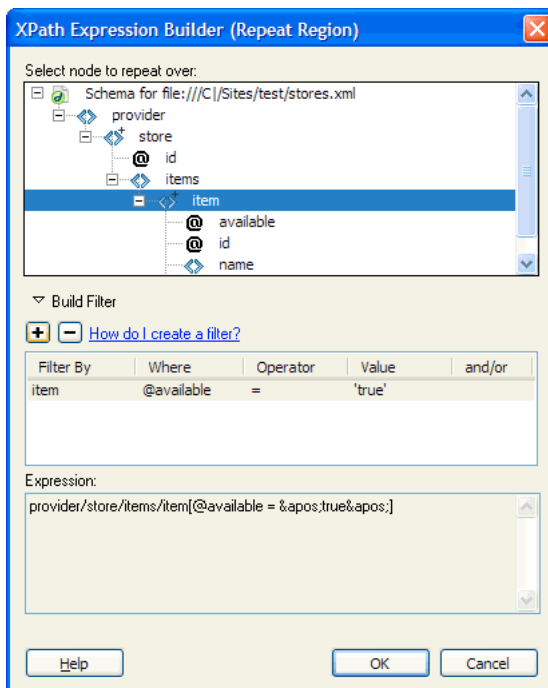 XPath Expression Builder (Repeat Region)
Select node to repeat over:
Schema for file:///C|/Sites/test/stores.xml
provider
store
@ id
items
item
@ available
@ id
name
Build Filter
How do I create a filter?
Filter By Where Operator Value and/or
item @available = 'true'
Expression:
provider/store/items/item[@available = &apos;true&apos;]
Help OK Cancel